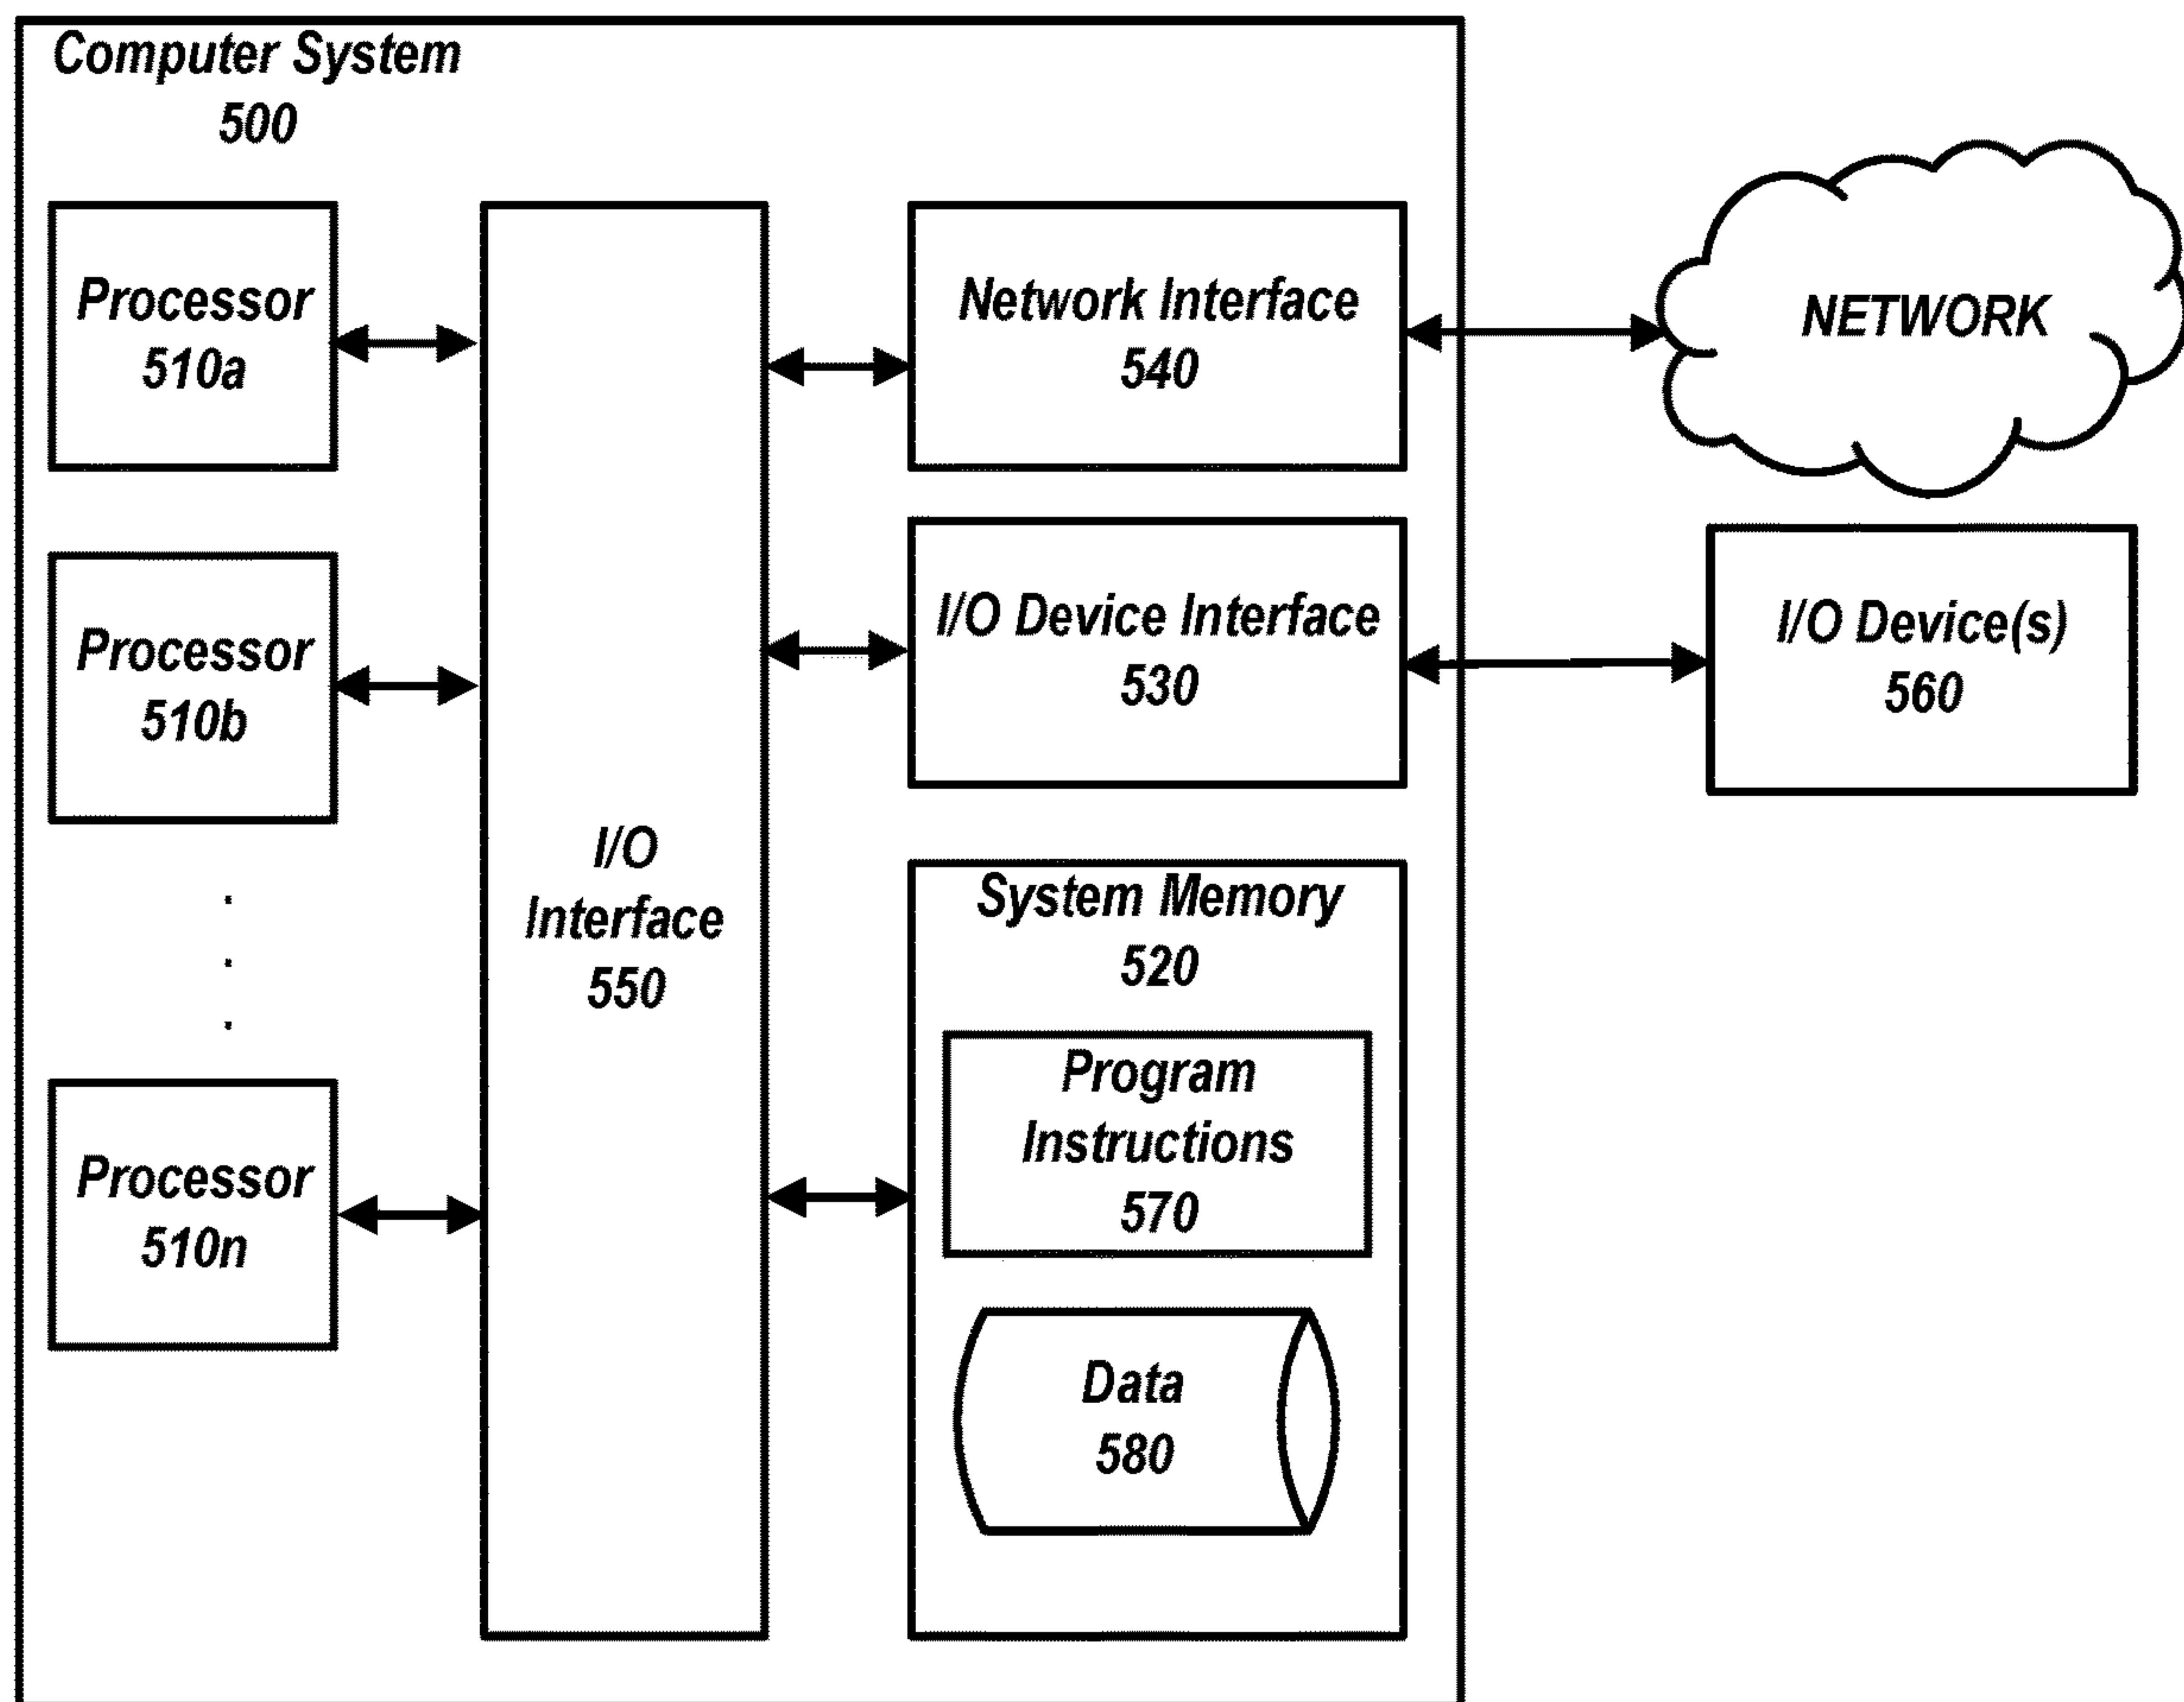 Computer System
500
Processor
510a
Processor
510b
.
.
.
Processor
510n
I/O
Interface
550
Network Interface
540
I/O Device Interface
530
System Memory
520
Program
Instructions
570
Data
580
NETWORK
I/O Device(s)
560